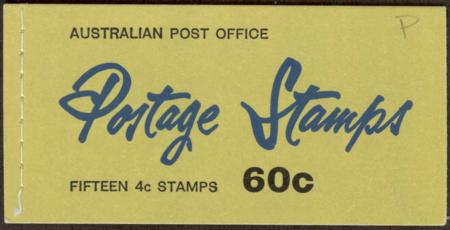 P
AUSTRALIAN POST OFFICE
Postage Stamps
FIFTEEN 4c STAMPS 60c